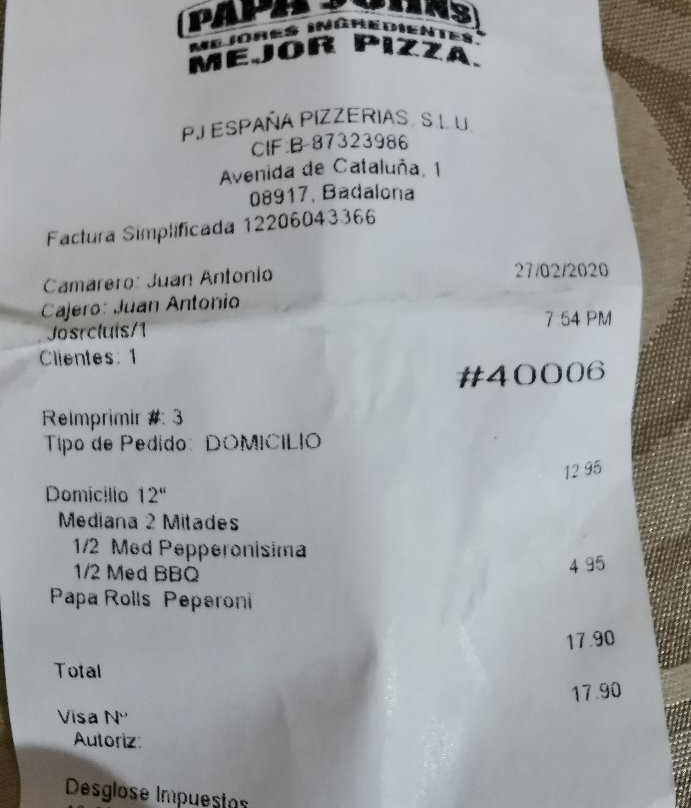 PAPA JOHNS
MEJORES INGREDIENTES.
MEJOR PIZZA.
PJ ESPAÑA PIZZERIAS, S.L.U.
CIF:B-87323986
Avenida de Cataluña, 1
08917, Badalona
Factura Simplificada 12206043366
Camarero: Juan Antonio 27/02/2020
Cajero: Juan Antonio
Josrcluis/1 7:54 PM
Clientes: 1
#40006
Reimprimir #: 3
Tipo de Pedido: DOMICILIO
Domicilio 12" 12.95
Mediana 2 Mitades
1/2 Med Pepperonisima
1/2 Med BBQ
Papa Rolls Peperoni 4.95
Total 17.90
Visa Nº 17.90
Autoriz:
Desglose Impuestos